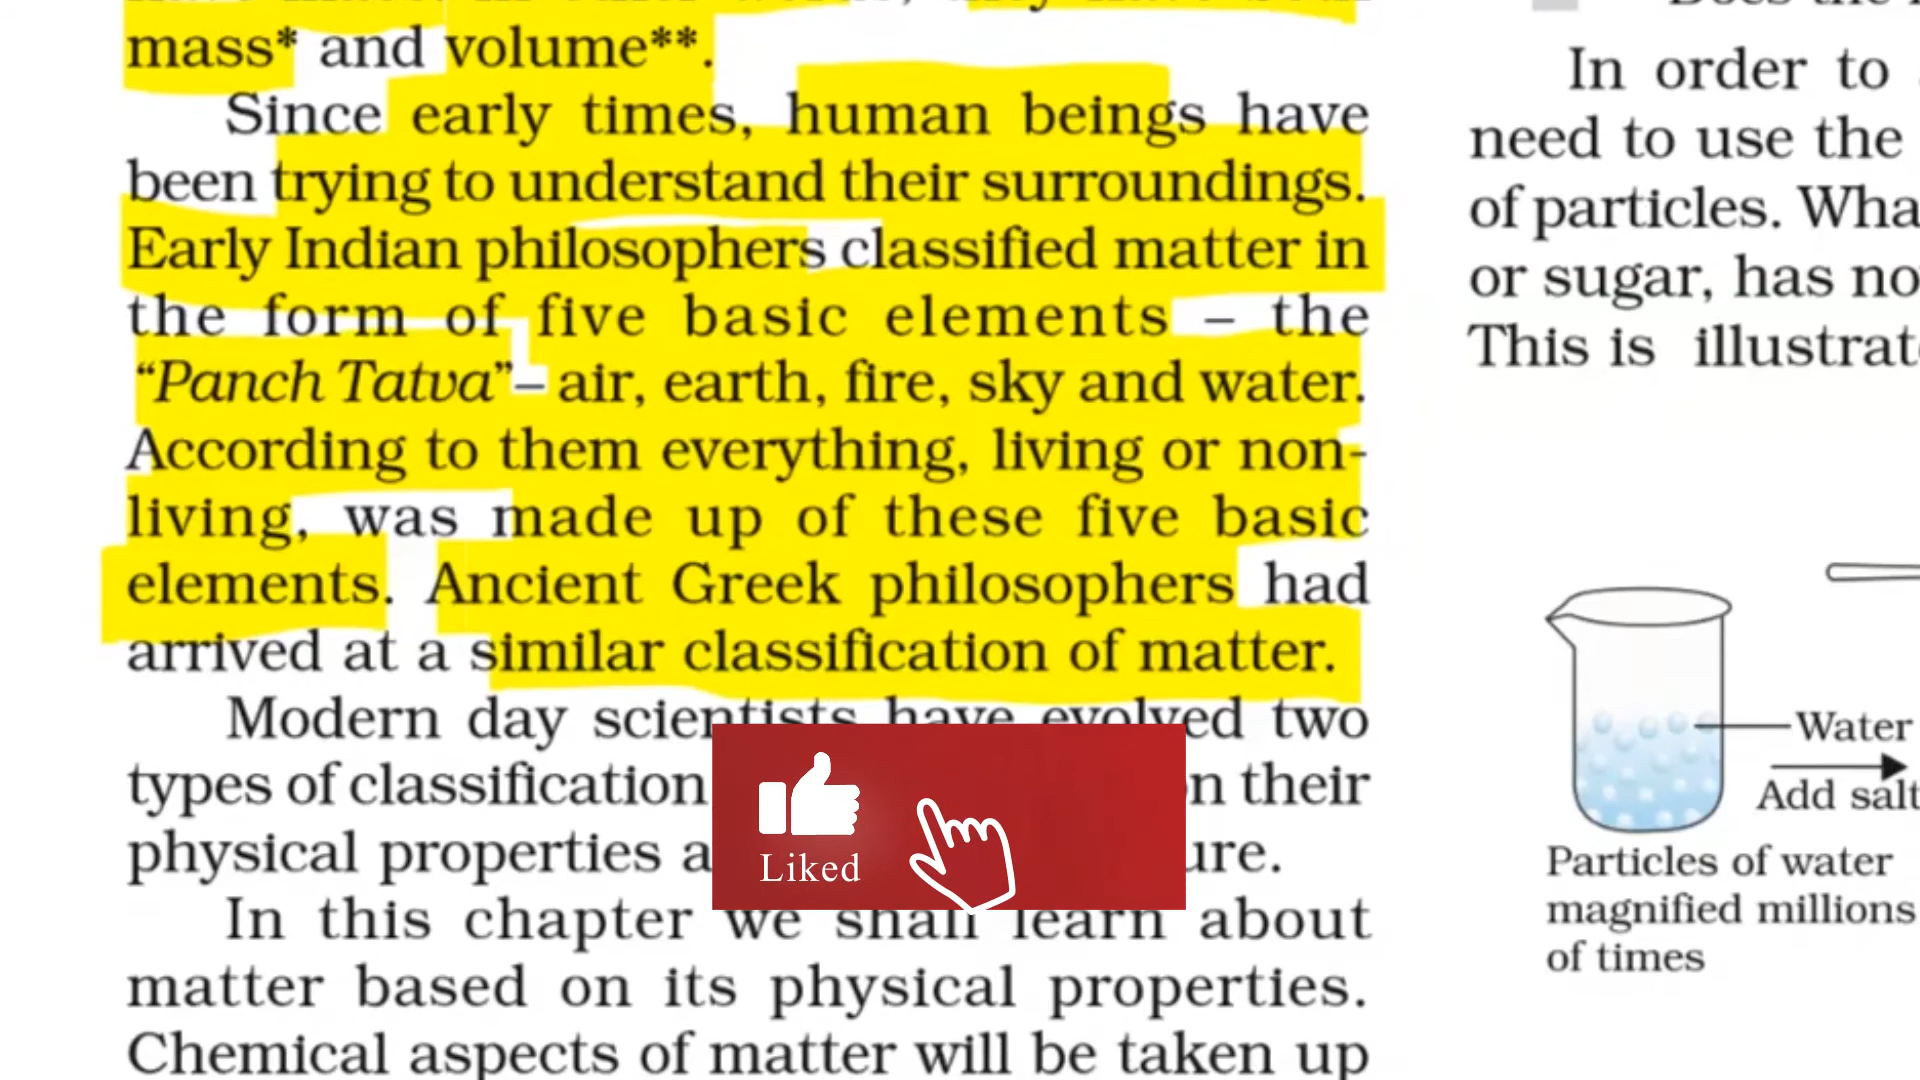 mass* and volume**.
Since early times, human beings have
been trying to understand their surroundings.
Early Indian philosophers classified matter in
the form of five basic elements – the
“Panch Tatva”– air, earth, fire, sky and water.
According to them everything, living or non-
living, was made up of these five basic
elements. Ancient Greek philosophers had
arrived at a similar classification of matter.
Modern day scientists have evolved two
types of classification
n their
physical properties a
ure.
Liked
In this chapter we shall learn about
matter based on its physical properties.
Chemical aspects of matter will be taken up
In order to
need to use the
of particles. Wha
or sugar, has no
This is illustrat
Water
Add salt
Particles of water
magnified millions
of times